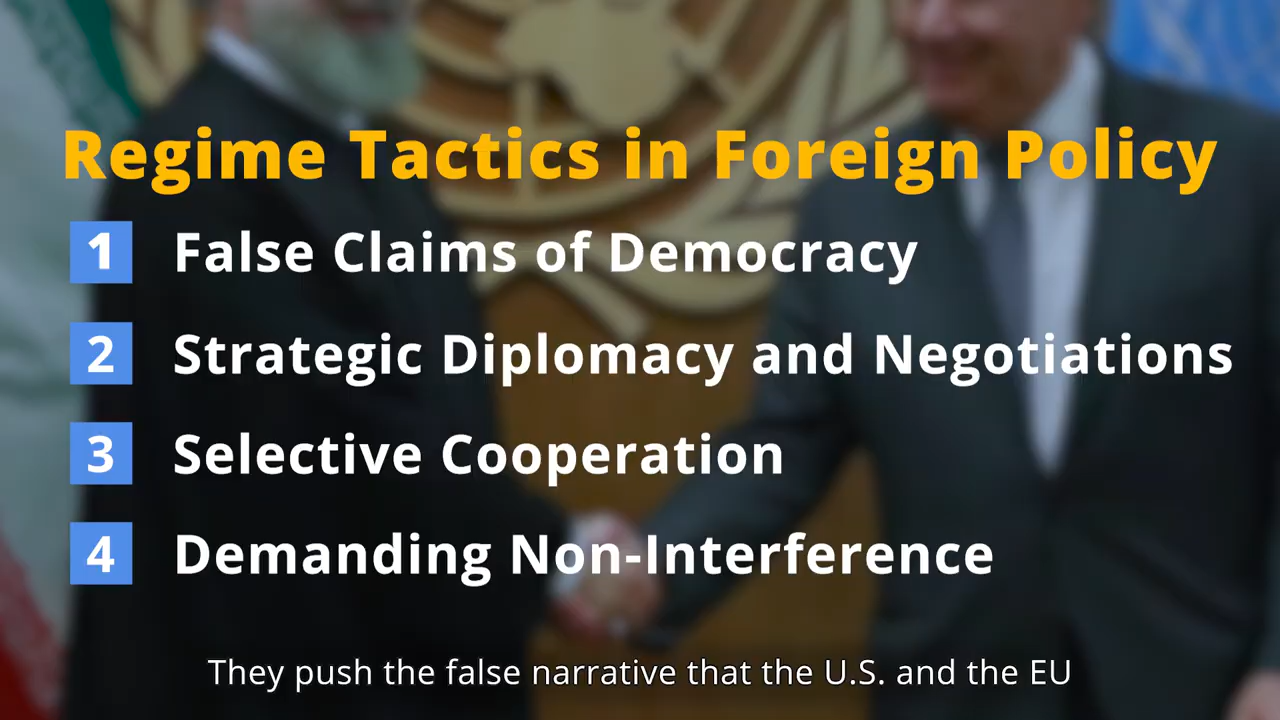 Regime Tactics in Foreign Policy
1 False Claims of Democracy
2 Strategic Diplomacy and Negotiations
3 Selective Cooperation
4 Demanding Non-Interference
They push the false narrative that the U.S. and the EU